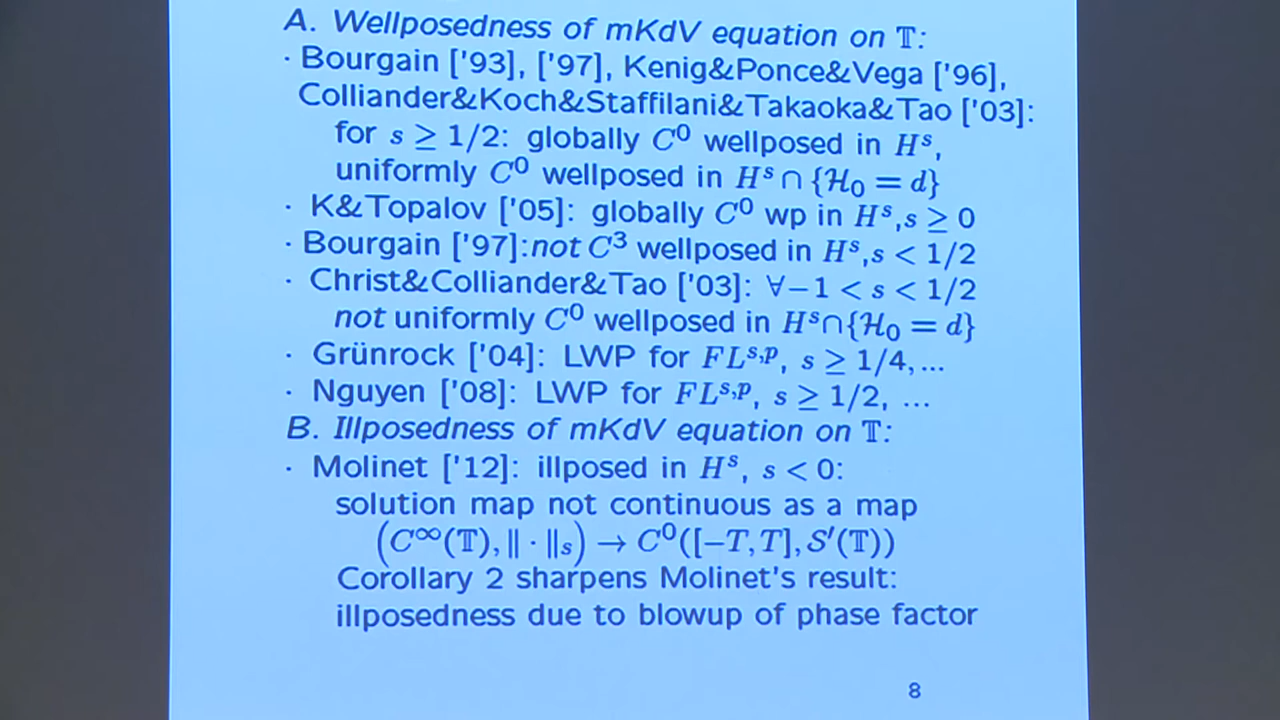 A. Wellposedness of mKdV equation on 𝕋:
· Bourgain ['93], ['97], Kenig&Ponce&Vega ['96],
Colliander&Koch&Staffilani&Takaoka&Tao ['03]:
for s ≥ 1/2: globally C⁰ wellposed in Hˢ,
uniformly C⁰ wellposed in Hˢ ∩ {ℋ₀ = d}
· K&Topalov ['05]: globally C⁰ wp in Hˢ,s ≥ 0
· Bourgain ['97]:not C³ wellposed in Hˢ,s < 1/2
· Christ&Colliander&Tao ['03]: ∀−1 < s < 1/2
not uniformly C⁰ wellposed in Hˢ∩{ℋ₀ = d}
· Grünrock ['04]: LWP for FLˢ,ᵖ, s ≥ 1/4, ...
· Nguyen ['08]: LWP for FLˢ,ᵖ, s ≥ 1/2, ...
B. Illposedness of mKdV equation on 𝕋:
· Molinet ['12]: illposed in Hˢ, s < 0:
solution map not continuous as a map
(C^∞(𝕋), ‖ · ‖ₛ) → C⁰([−T, T], 𝒮′(𝕋))
Corollary 2 sharpens Molinet's result:
illposedness due to blowup of phase factor
8